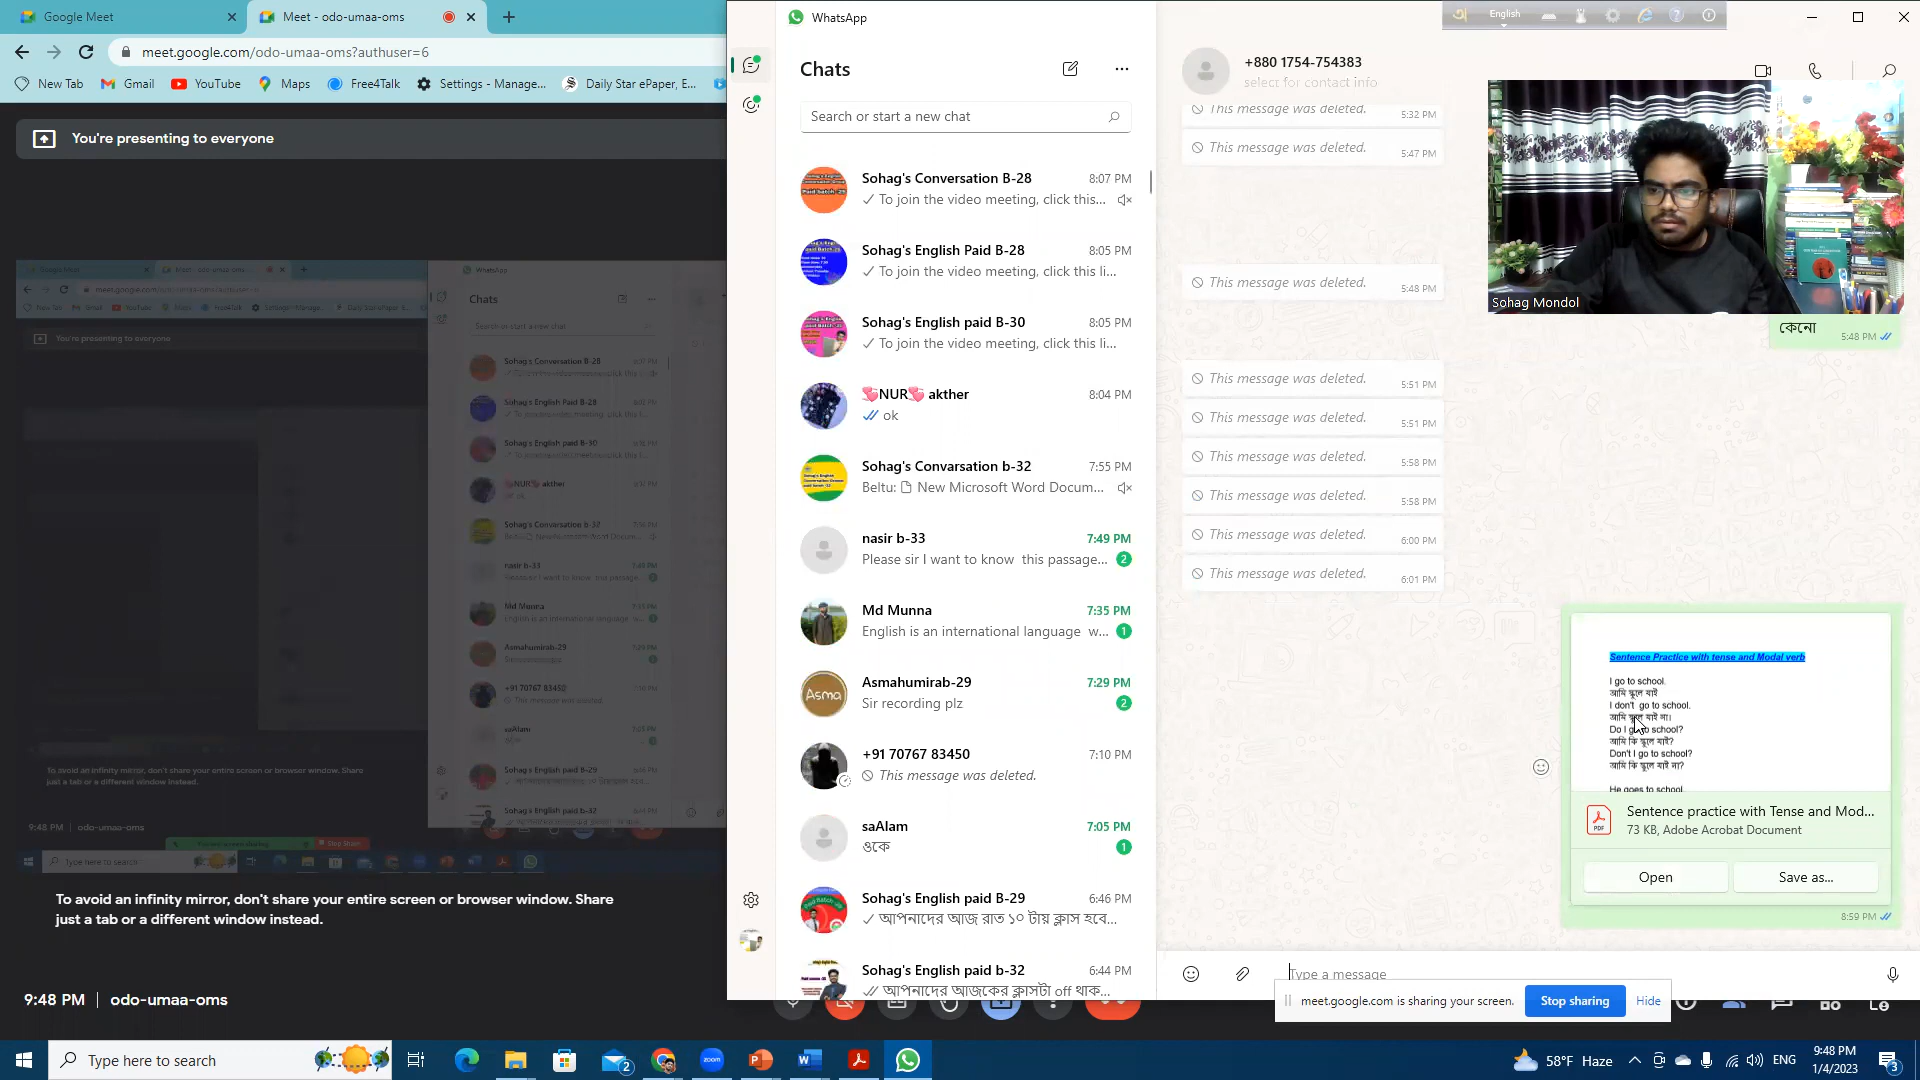 Google Meet
Meet - odo-umaa-oms
meet.google.com/odo-umaa-oms?authuser=6
New Tab
Gmail
YouTube
Maps
Free4Talk
Settings - Manage...
Daily Star ePaper, E...
You're presenting to everyone
To avoid an infinity mirror, don't share your entire screen or browser window. Share
just a tab or a different window instead.
9:48 PM | odo-umaa-oms
WhatsApp
Chats
Search or start a new chat
Sohag's Conversation B-28 8:07 PM
To join the video meeting, click this...
Sohag's English Paid B-28 8:05 PM
To join the video meeting, click this li...
Sohag's English paid B-30 8:05 PM
To join the video meeting, click this li...
NUR akther 8:04 PM
ok
Sohag's Convarsation b-32 7:55 PM
Beltu: New Microsoft Word Docum...
nasir b-33 7:49 PM
Please sir I want to know this passage... 2
Md Munna 7:35 PM
English is an international language w... 1
Asma
Asmahumirab-29 7:29 PM
Sir recording plz 2
+91 70767 83450 7:10 PM
This message was deleted.
saAlam 7:05 PM
ওকে 1
Sohag's English paid B-29 6:46 PM
আপনাদের আজ রাত ১০ টায় ক্লাস হবে...
Sohag's English paid b-32 6:44 PM
আপনাদের আজকের ক্লাসটা off থাক...
English
+880 1754-754383
select for contact info
This message was deleted. 5:32 PM
This message was deleted. 5:47 PM
This message was deleted. 5:48 PM
Sohag Mondol
কেনো
5:48 PM
This message was deleted. 5:51 PM
This message was deleted. 5:51 PM
This message was deleted. 5:58 PM
This message was deleted. 5:58 PM
This message was deleted. 6:00 PM
This message was deleted. 6:01 PM
Sentence Practice with tense and Modal verb
I go to school.
আমি স্কুলে যাই
I don't go to school.
আমি স্কুলে যাই না।
Do I go to school?
আমি কি স্কুলে যাই?
Don't I go to school?
আমি কি স্কুলে যাই না?
He goes to school.
PDF
Sentence practice with Tense and Mod...
73 KB, Adobe Acrobat Document
Open
Save as...
8:59 PM
Type a message
meet.google.com is sharing your screen.
Stop sharing
Hide
Type here to search
2
zoom
58°F Haze
ENG
9:48 PM
1/4/2023
3